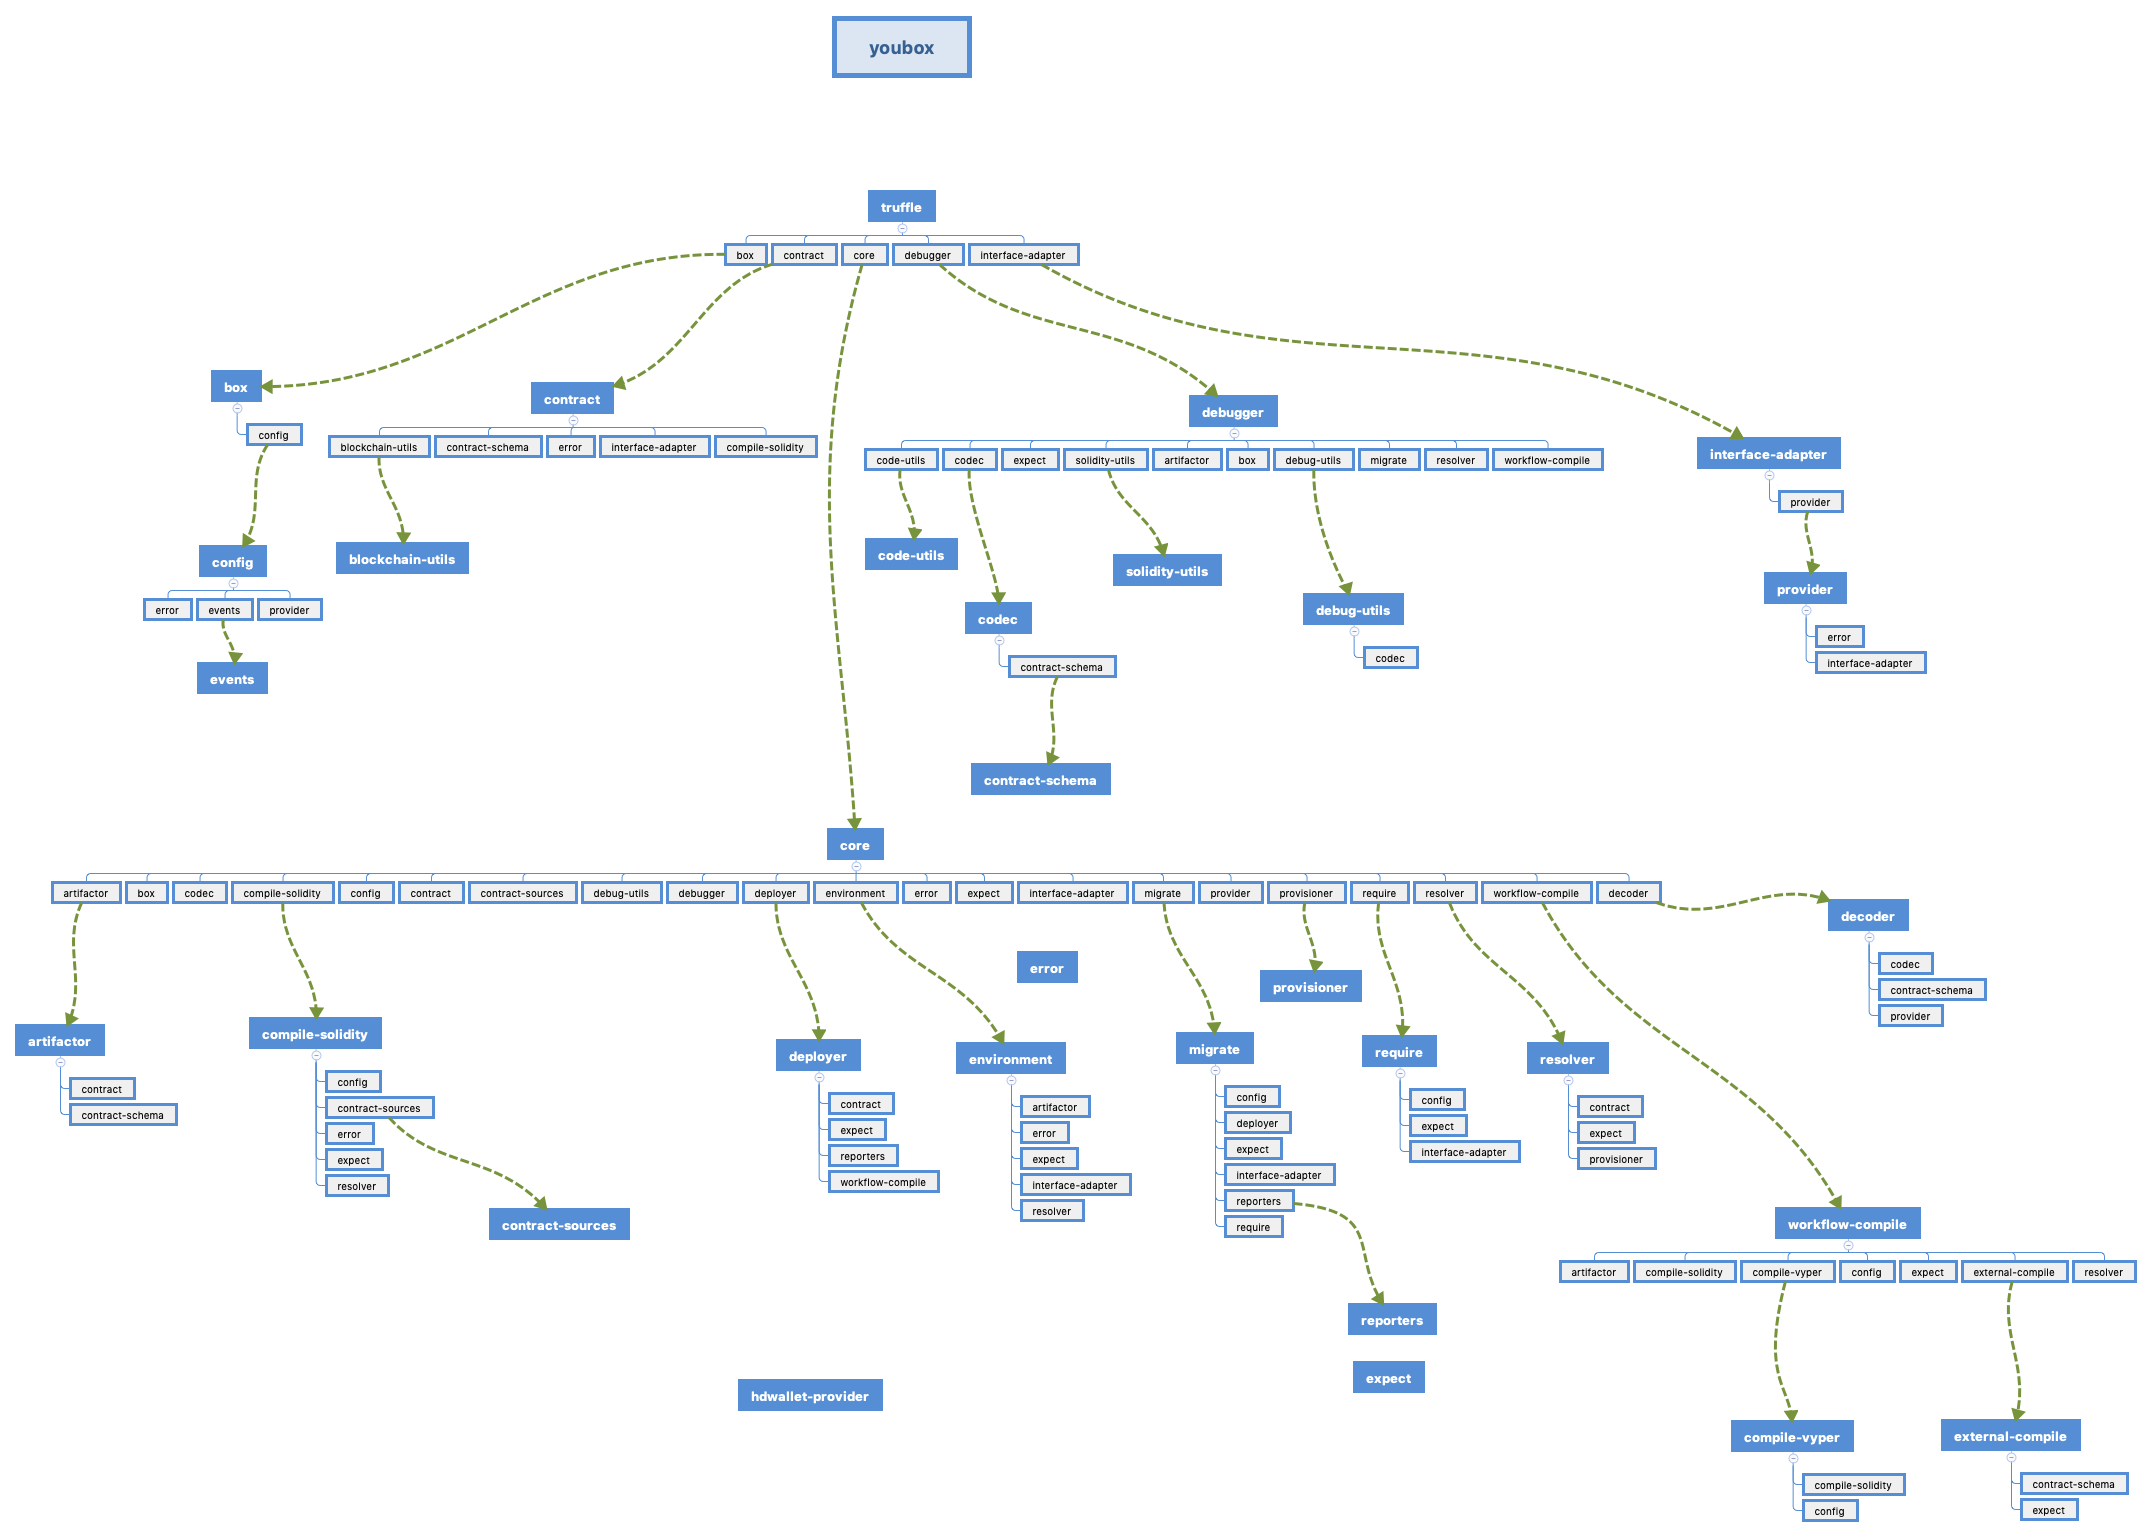 youbox
truffle
box contract core debugger interface-adapter
box
config
contract
blockchain-utils contract-schema error interface-adapter compile-solidity
debugger
code-utils codec expect solidity-utils artifactor box debug-utils migrate resolver workflow-compile
interface-adapter
provider
config
error events provider
events
blockchain-utils
code-utils
codec
contract-schema
solidity-utils
debug-utils
codec
provider
error
interface-adapter
contract-schema
core
artifactor box codec compile-solidity config contract contract-sources debug-utils debugger deployer environment error expect interface-adapter migrate provider provisioner require resolver workflow-compile decoder
decoder
codec
contract-schema
provider
error
provisioner
artifactor
contract
contract-schema
compile-solidity
config
contract-sources
error
expect
resolver
contract-sources
deployer
contract
expect
reporters
workflow-compile
environment
artifactor
error
expect
interface-adapter
resolver
migrate
config
deployer
expect
interface-adapter
reporters
require
require
config
expect
interface-adapter
resolver
contract
expect
provisioner
workflow-compile
artifactor compile-solidity compile-vyper config expect external-compile resolver
reporters
expect
hdwallet-provider
compile-vyper
compile-solidity
config
external-compile
contract-schema
expect